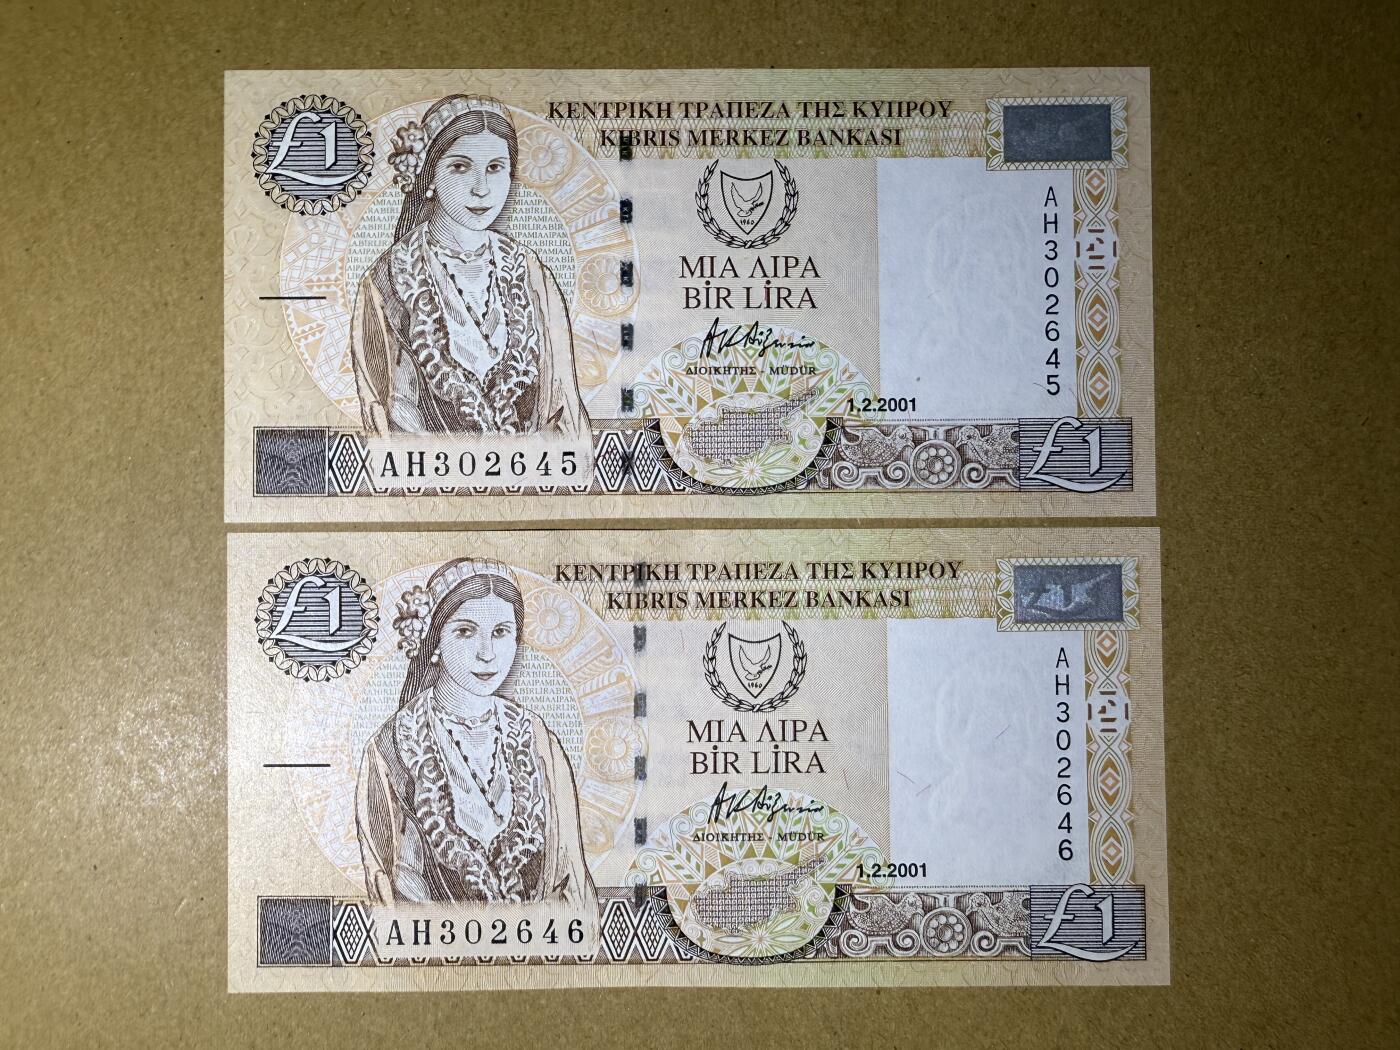 £1
ΚΕΝΤΡΙΚΗ ΤΡΑΠΕΖΑ ΤΗΣ ΚΥΠΡΟΥ
KIBRIS MERKEZ BANKASI
1960
ΜΙΑ ΛΙΡΑ
BİR LİRA
ΔΙΟΙΚΗΤΗΣ - MÜDÜR
1.2.2001
AH302645
AH302645
£1
£1
ΚΕΝΤΡΙΚΗ ΤΡΑΠΕΖΑ ΤΗΣ ΚΥΠΡΟΥ
KIBRIS MERKEZ BANKASI
1960
ΜΙΑ ΛΙΡΑ
BİR LİRA
ΔΙΟΙΚΗΤΗΣ - MÜDÜR
1.2.2001
AH302646
AH302646
£1